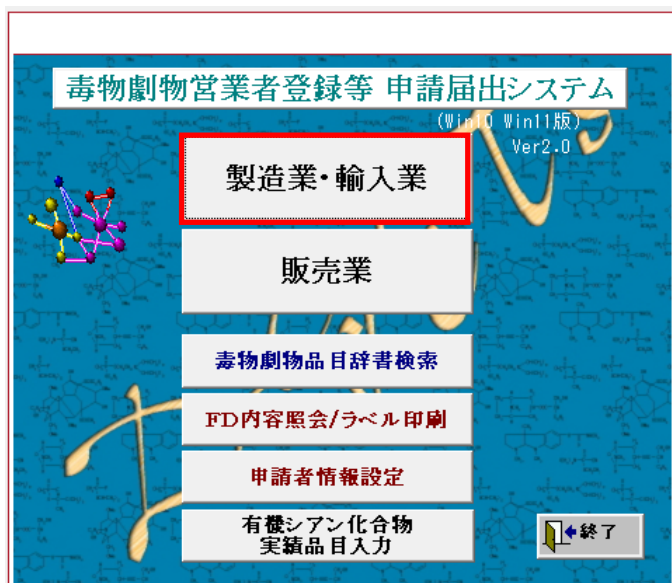 毒物劇物営業者登録等 申請届出システム
(Win10 Win11版)
Ver2.0
製造業・輸入業
販売業
毒物劇物品目辞書検索
FD内容照会/ラベル印刷
申請者情報設定
有機シアン化合物
実績品目入力
終了